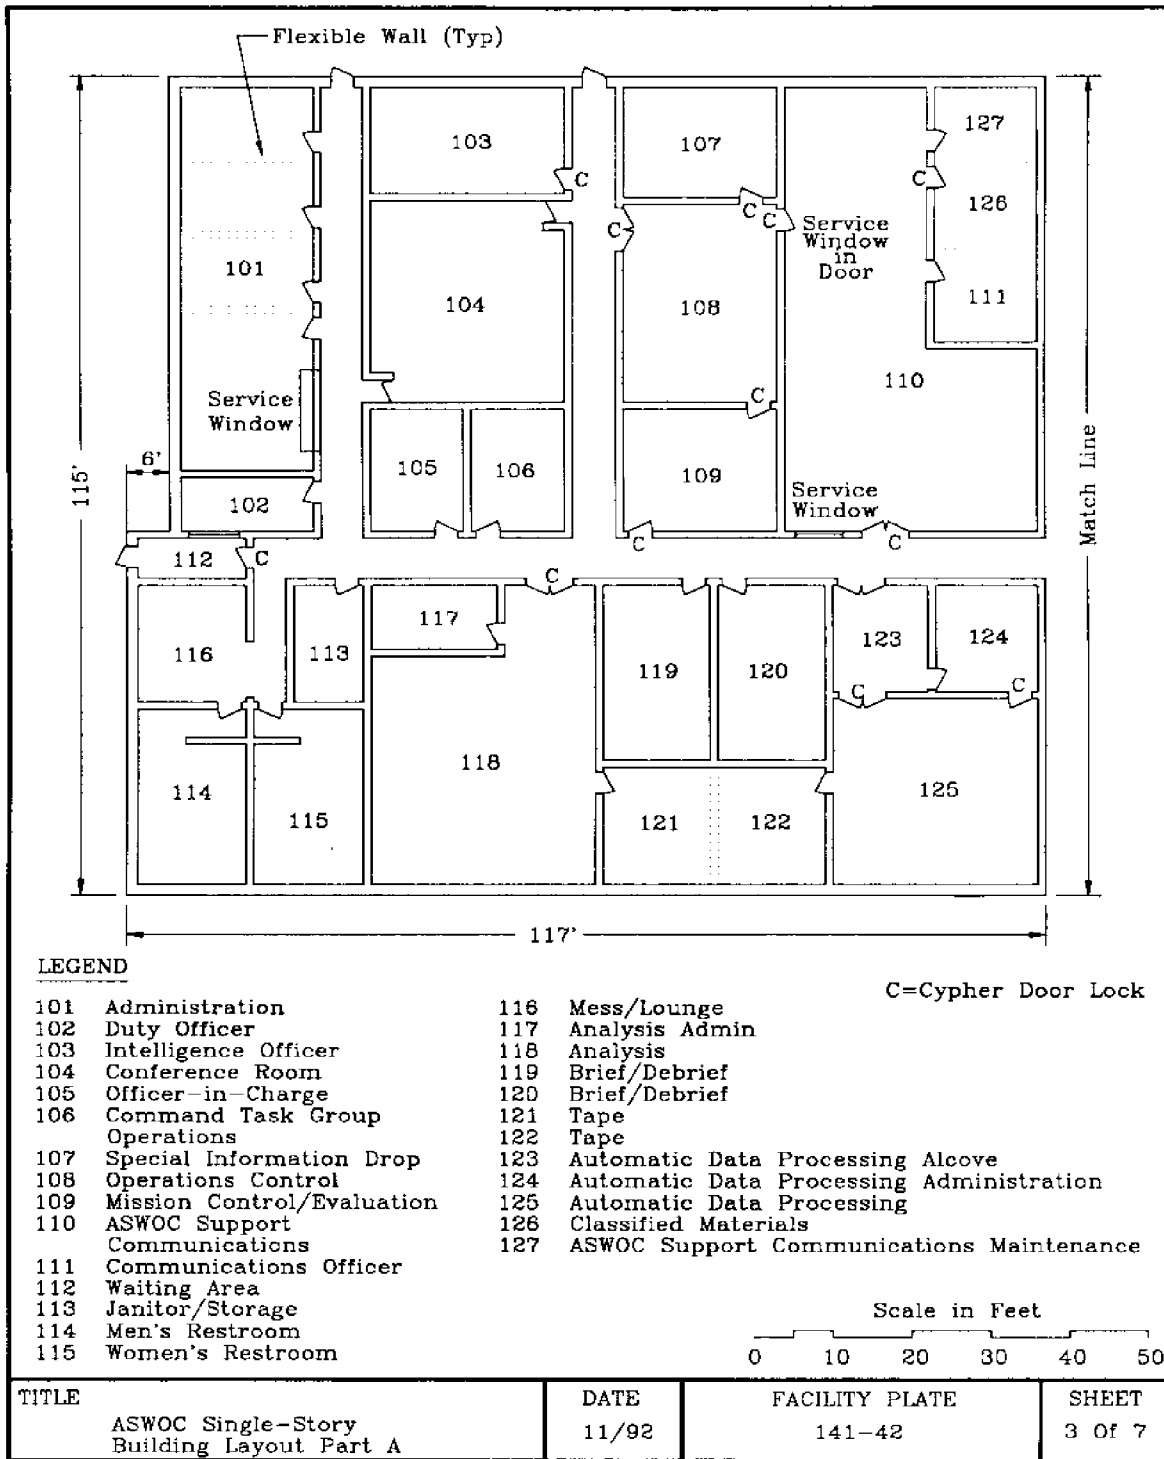 Flexible Wall (Typ)
127
103
107
C
C
C
C
126
C
Service
Window
in
Door
101
104
108
111
110
C
Service
Window
6'
115'
105
106
109
Service
Window
102
C
C
Match Line
112
C
C
117
116
113
119
120
123
124
C
C
118
114
115
121
122
125
117'
LEGEND
C=Cypher Door Lock
101 Administration
102 Duty Officer
103 Intelligence Officer
104 Conference Room
105 Officer-in-Charge
106 Command Task Group
Operations
107 Special Information Drop
108 Operations Control
109 Mission Control/Evaluation
110 ASWOC Support
Communications
111 Communications Officer
112 Waiting Area
113 Janitor/Storage
114 Men's Restroom
115 Women's Restroom
116 Mess/Lounge
117 Analysis Admin
118 Analysis
119 Brief/Debrief
120 Brief/Debrief
121 Tape
122 Tape
123 Automatic Data Processing Alcove
124 Automatic Data Processing Administration
125 Automatic Data Processing
126 Classified Materials
127 ASWOC Support Communications Maintenance
Scale in Feet
0 10 20 30 40 50
TITLE
ASWOC Single-Story
Building Layout Part A
DATE
11/92
FACILITY PLATE
141-42
SHEET
3 Of 7